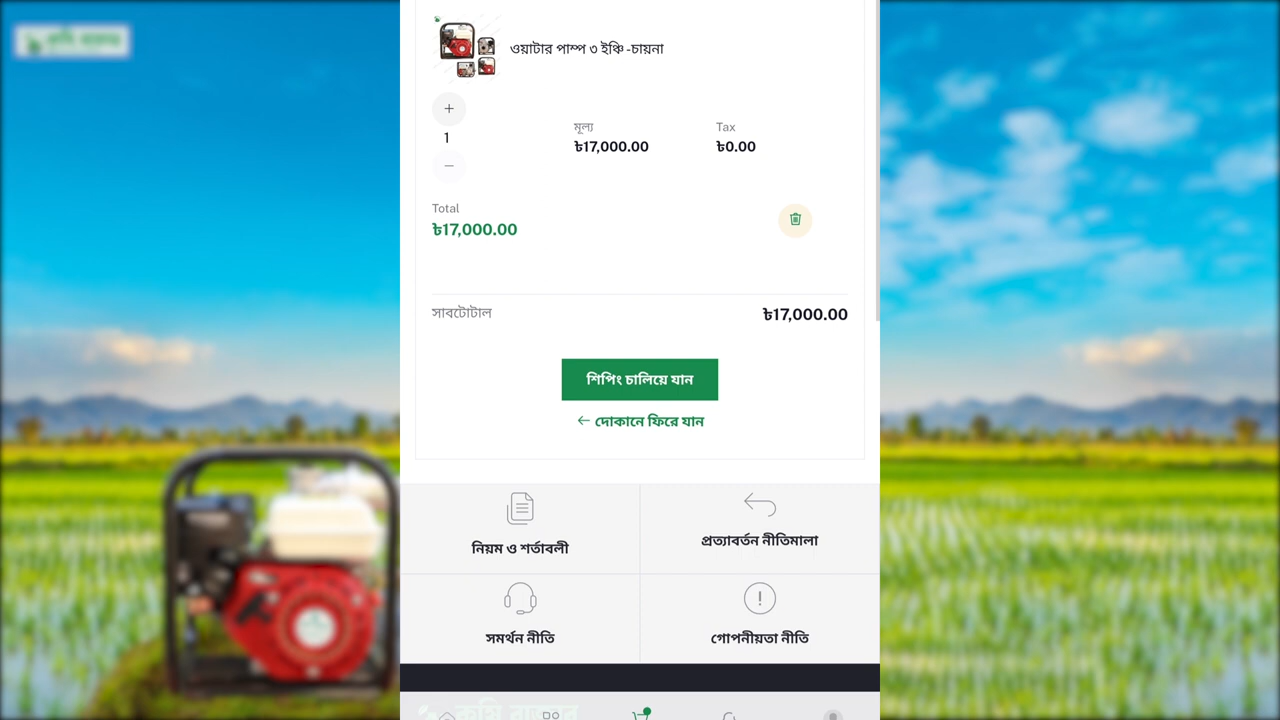 ওয়াটার পাম্প ৩ ইঞ্চি -চায়না
+
1
−
মূল্য
৳17,000.00
Tax
৳0.00
Total
৳17,000.00
সাবটোটাল
৳17,000.00
শিপিং চালিয়ে যান
← দোকানে ফিরে যান
নিয়ম ও শর্তাবলী
প্রত্যাবর্তন নীতিমালা
সমর্থন নীতি
গোপনীয়তা নীতি
কৃষি বাজার